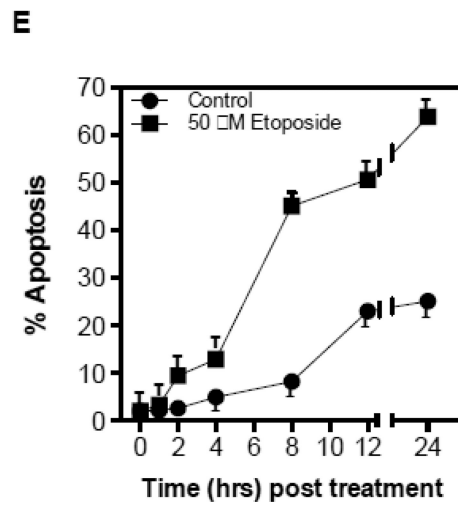 E
70
60
50
40
30
20
10
0
% Apoptosis
Control
50 □M Etoposide
0 2 4 6 8 10 12 24
Time (hrs) post treatment